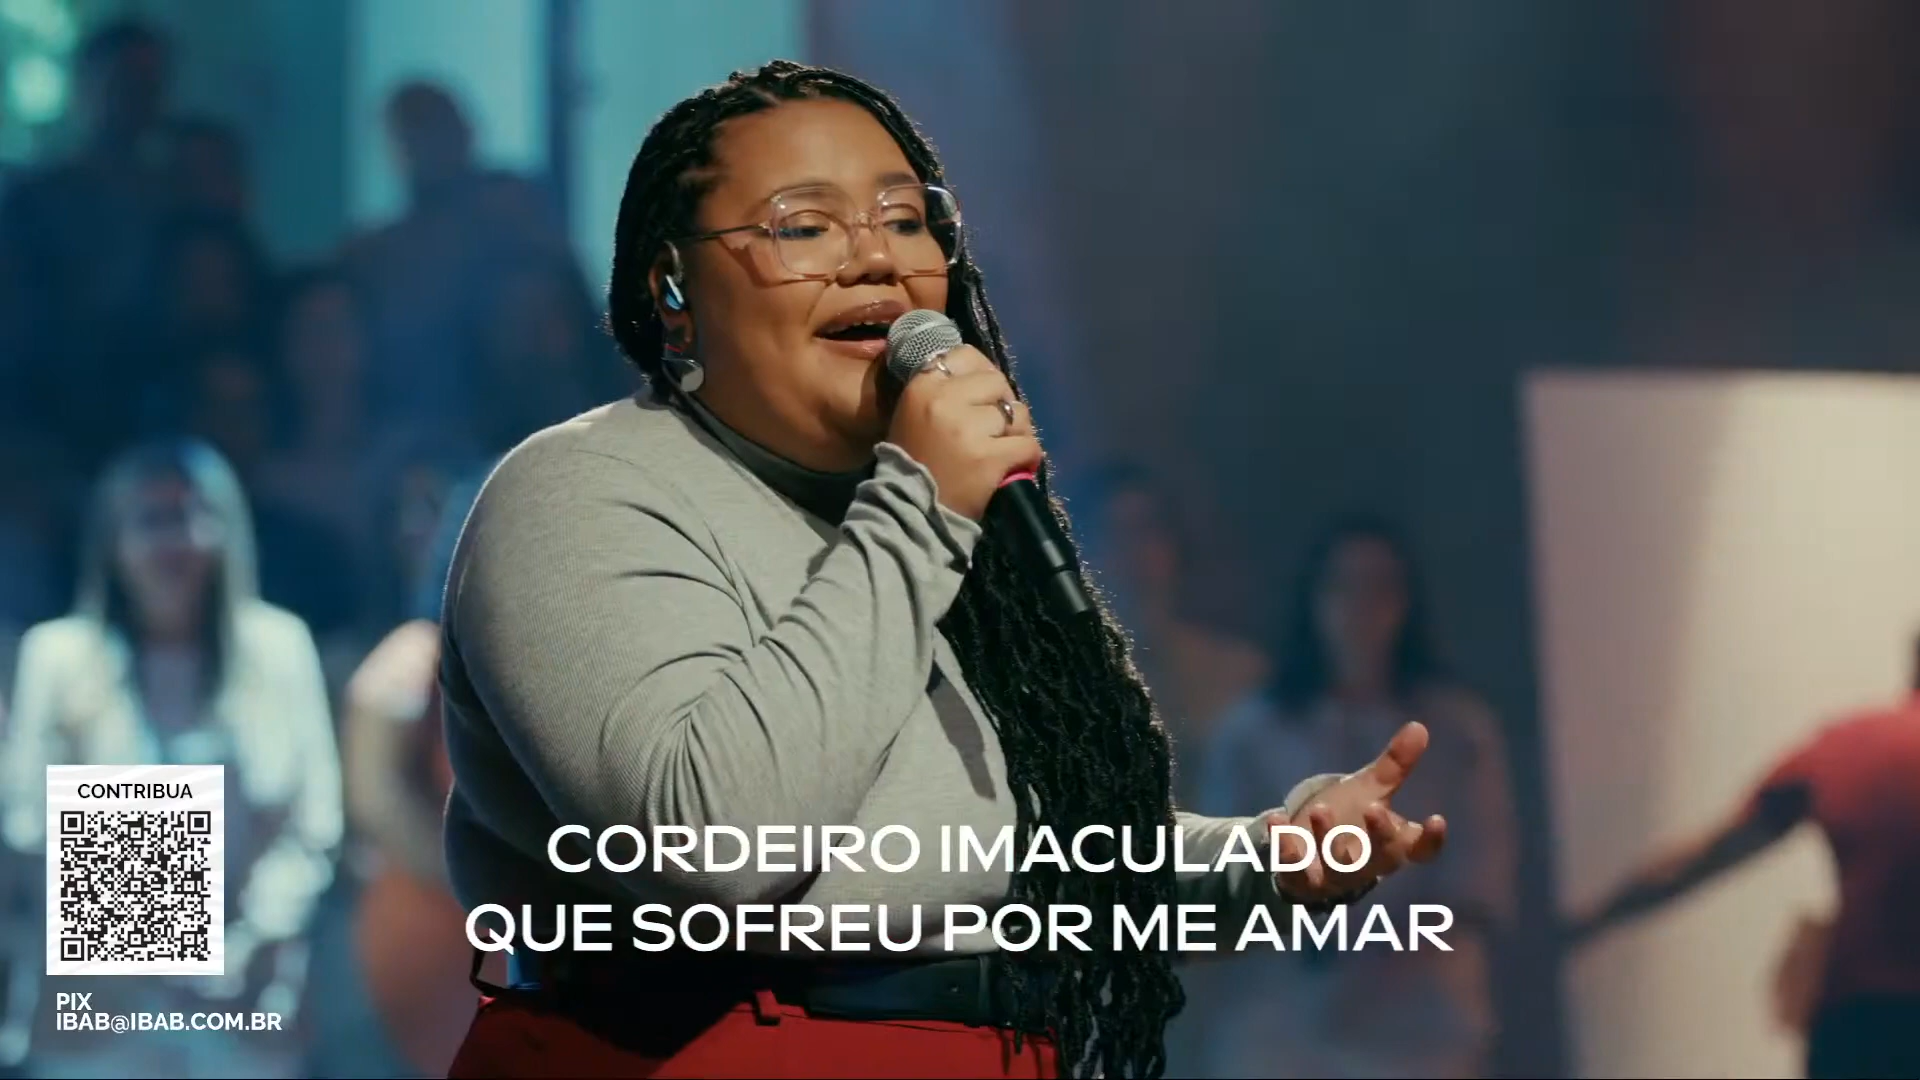 CONTRIBUA
CORDEIRO IMACULADO
QUE SOFREU POR ME AMAR
PIX
IBAB@IBAB.COM.BR